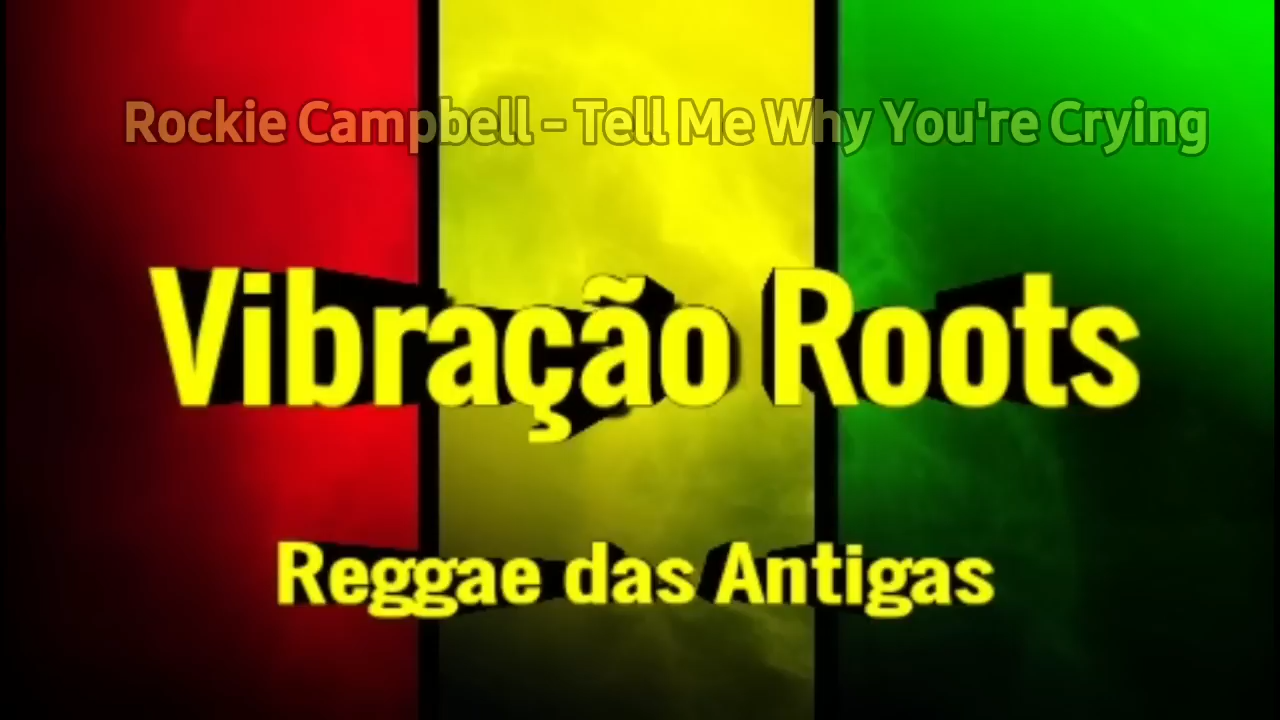 Rockie Campbell - Tell Me Why You're Crying
Vibração Roots
Reggae das Antigas